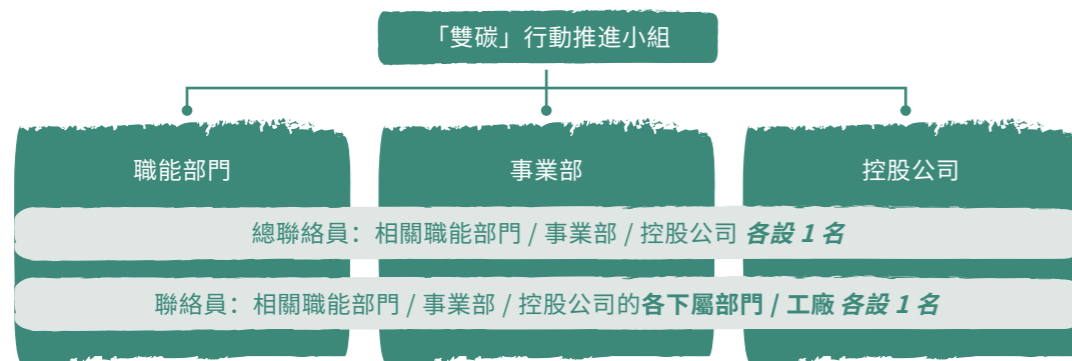 「雙碳」行動推進小組
職能部門
事業部
控股公司
總聯絡員：相關職能部門 / 事業部 / 控股公司 各設 1 名
聯絡員：相關職能部門 / 事業部 / 控股公司的各下屬部門 / 工廠 各設 1 名